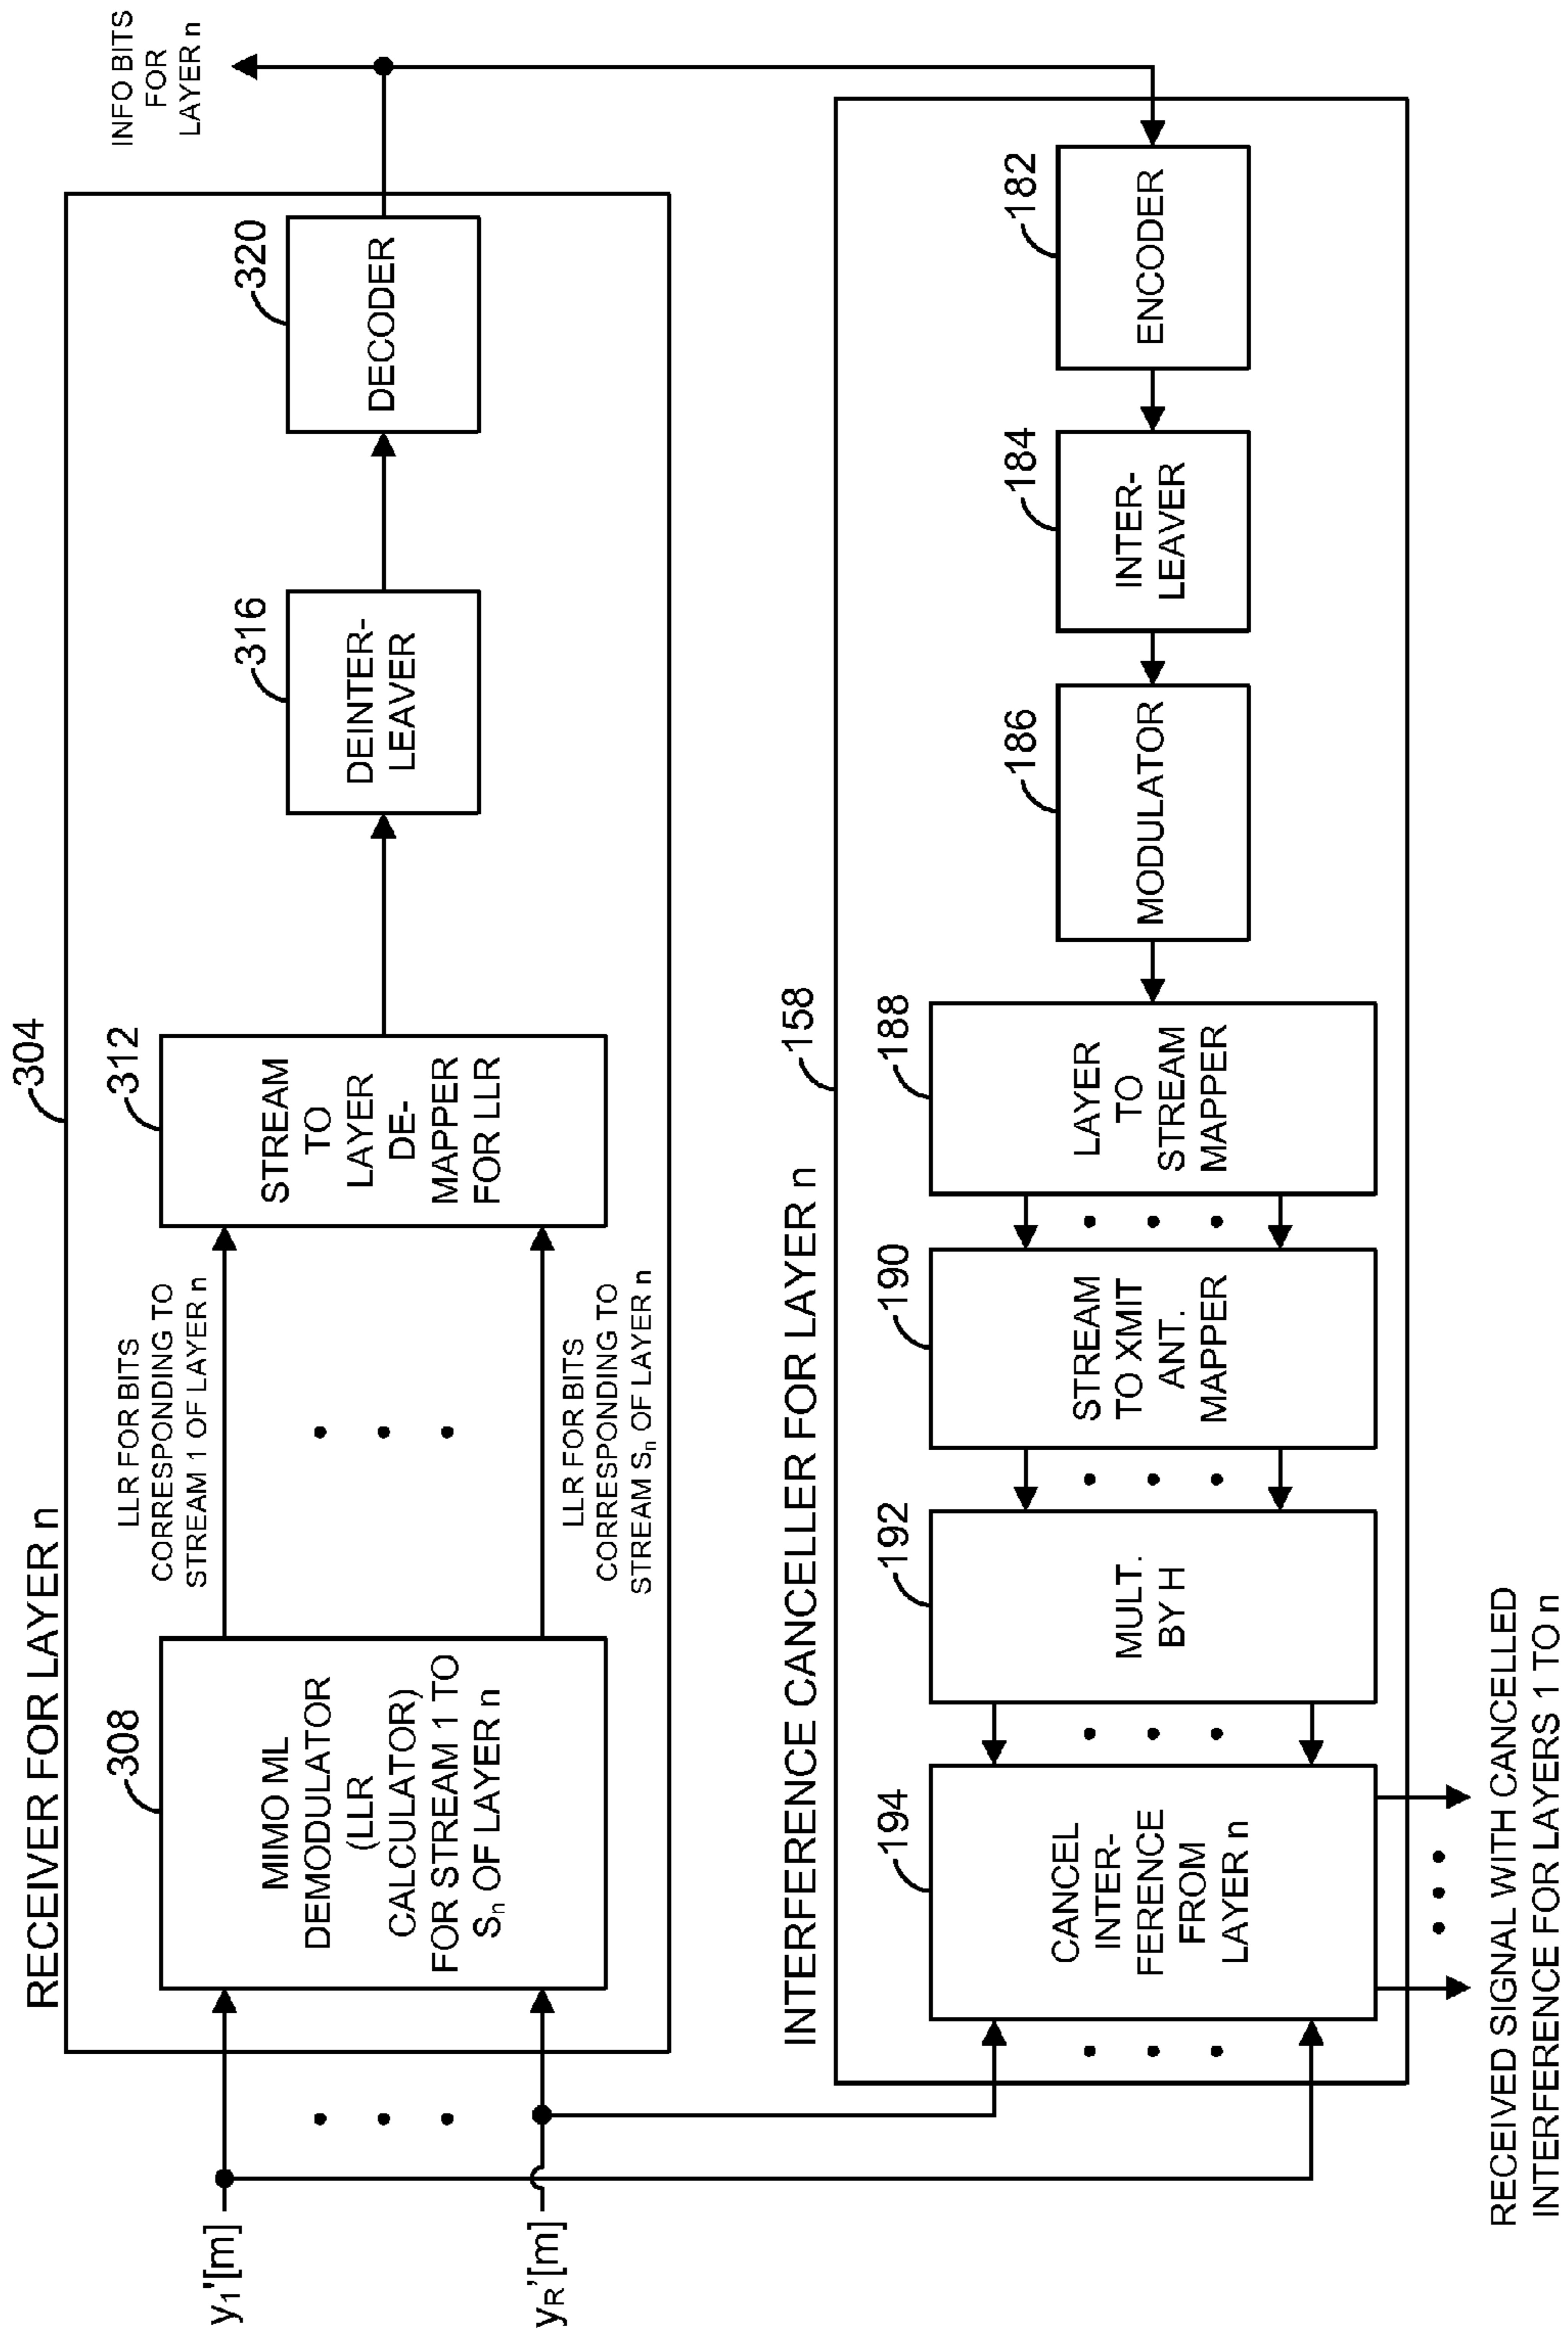 RECEIVER FOR LAYER n
304
y1'[m]
yR'[m]
308
MIMO ML
DEMODULATOR
(LLR
CALCULATOR)
FOR STREAM 1 TO
Sn OF LAYER n
LLR FOR BITS
CORRESPONDING TO
STREAM 1 OF LAYER n
LLR FOR BITS
CORRESPONDING TO
STREAM Sn OF LAYER n
312
STREAM
TO
LAYER
DE-
MAPPER
FOR LLR
316
DEINTER-
LEAVER
320
DECODER
INFO BITS
FOR
LAYER n
INTERFERENCE CANCELLER FOR LAYER n
158
194
CANCEL
INTER-
FERENCE
FROM
LAYER n
192
MULT.
BY H
190
STREAM
TO XMIT
ANT.
MAPPER
188
LAYER
TO
STREAM
MAPPER
186
MODULATOR
184
INTER-
LEAVER
182
ENCODER
RECEIVED SIGNAL WITH CANCELLED
INTERFERENCE FOR LAYERS 1 TO n